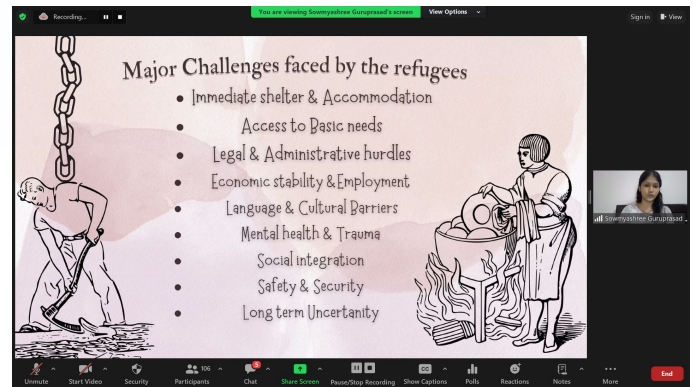 Recording...
You are viewing Sowmyashree Guruprasad's screen
View Options
Sign in
View
Major Challenges faced by the refugees
Immediate shelter & Accommodation
Access to Basic needs
Legal & Administrative hurdles
Economic stability & Employment
Language & Cultural Barriers
Mental health & Trauma
Social integration
Safety & Security
Long term Uncertanity
Sowmyashree Guruprasad
Unmute
Start Video
Security
106
Participants
5
Chat
Share Screen
Pause/Stop Recording
CC
Show Captions
Polls
Reactions
Notes
More
End